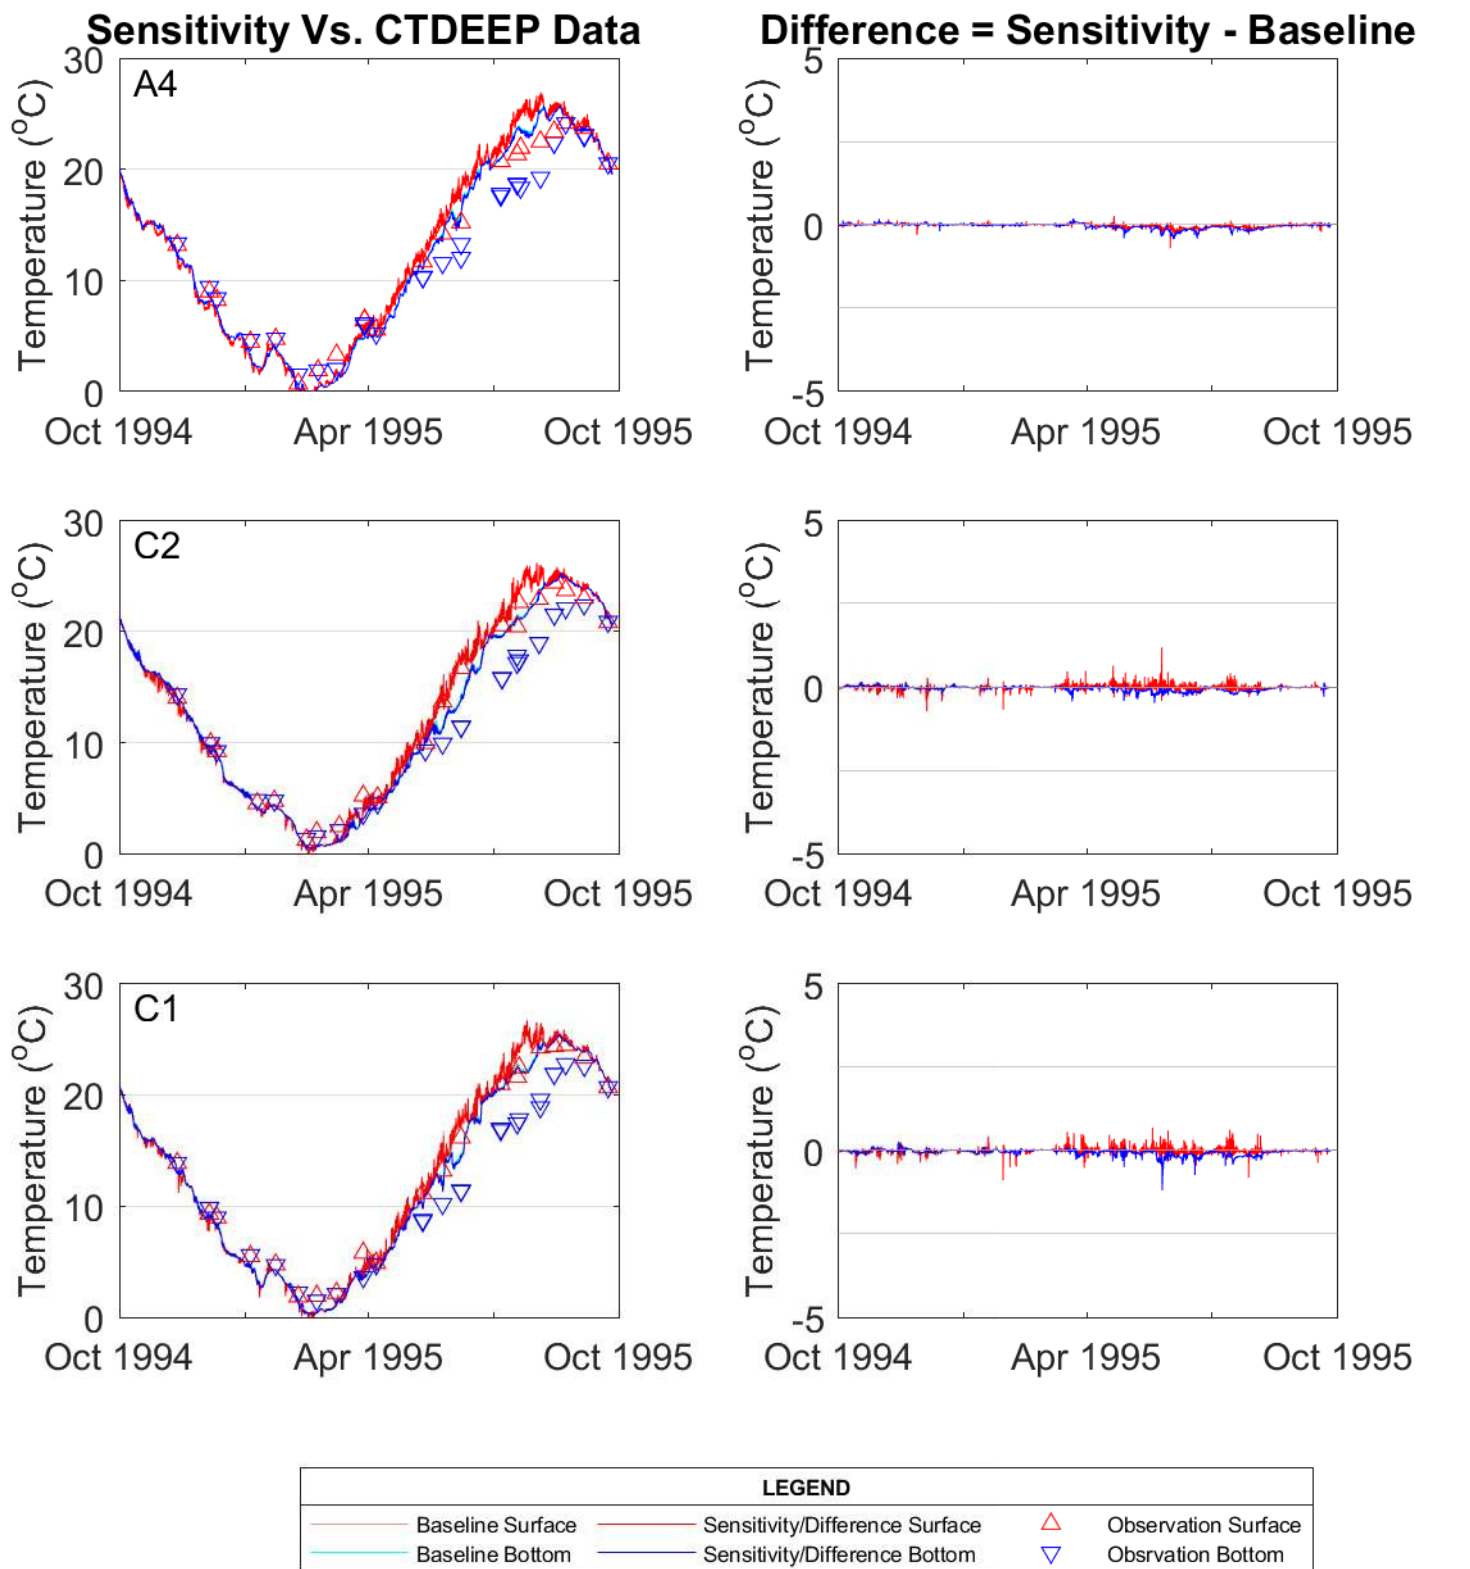 Sensitivity Vs. CTDEEP Data
Difference = Sensitivity - Baseline
A4
Temperature (°C)
30
20
10
0
Oct 1994
Apr 1995
Oct 1995
Temperature (°C)
5
0
-5
Oct 1994
Apr 1995
Oct 1995
C2
Temperature (°C)
30
20
10
0
Oct 1994
Apr 1995
Oct 1995
Temperature (°C)
5
0
-5
Oct 1994
Apr 1995
Oct 1995
C1
Temperature (°C)
30
20
10
0
Oct 1994
Apr 1995
Oct 1995
Temperature (°C)
5
0
-5
Oct 1994
Apr 1995
Oct 1995
LEGEND
Baseline Surface
Sensitivity/Difference Surface
Observation Surface
Baseline Bottom
Sensitivity/Difference Bottom
Obsrvation Bottom